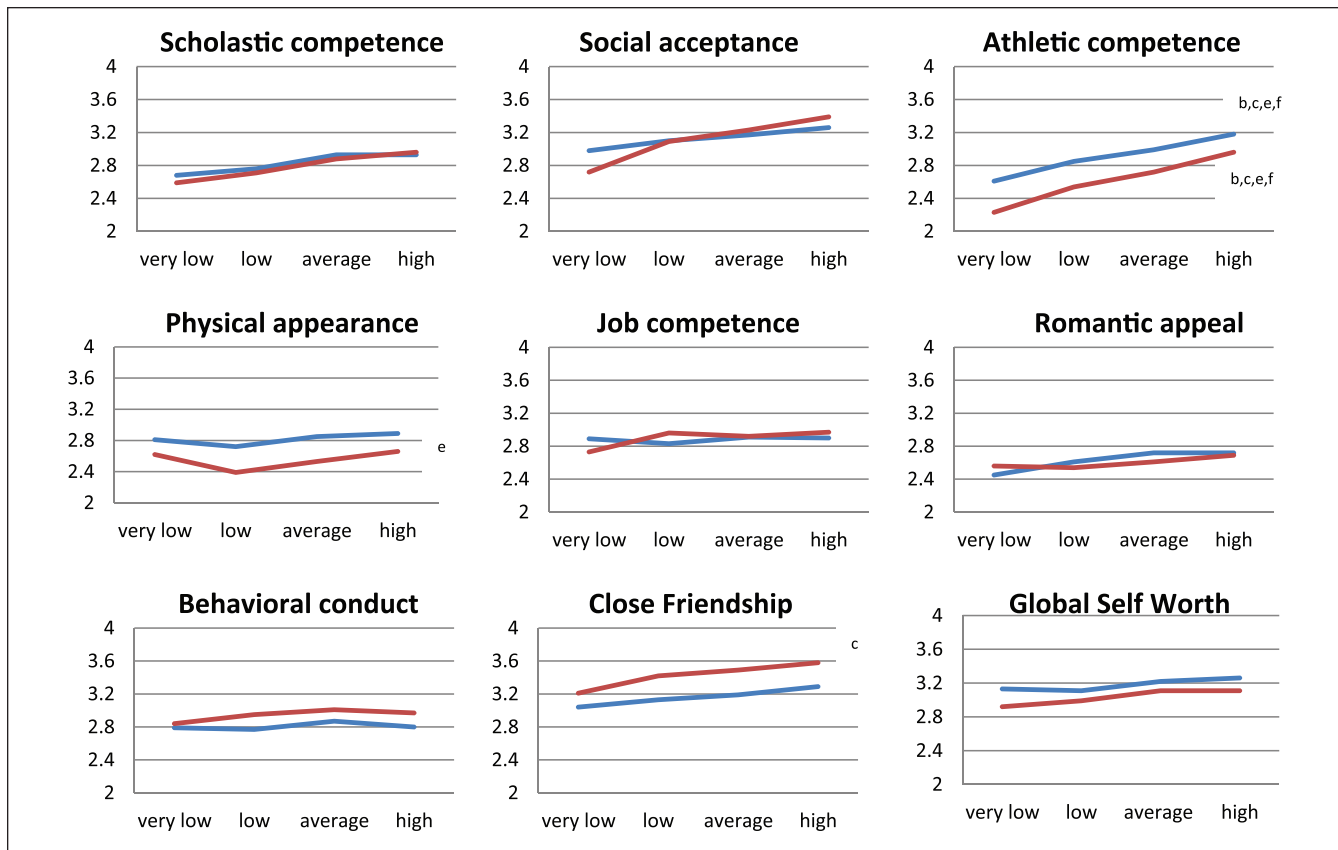 Scholastic competence
4
3.6
3.2
2.8
2.4
2
very low low average high
Social acceptance
4
3.6
3.2
2.8
2.4
2
very low low average high
Athletic competence
4
3.6
3.2
2.8
2.4
2
b,c,e,f
b,c,e,f
very low low average high
Physical appearance
4
3.6
3.2
2.8
2.4
2
e
very low low average high
Job competence
4
3.6
3.2
2.8
2.4
2
very low low average high
Romantic appeal
4
3.6
3.2
2.8
2.4
2
very low low average high
Behavioral conduct
4
3.6
3.2
2.8
2.4
2
very low low average high
Close Friendship
4
3.6
3.2
2.8
2.4
2
c
very low low average high
Global Self Worth
4
3.6
3.2
2.8
2.4
2
very low low average high